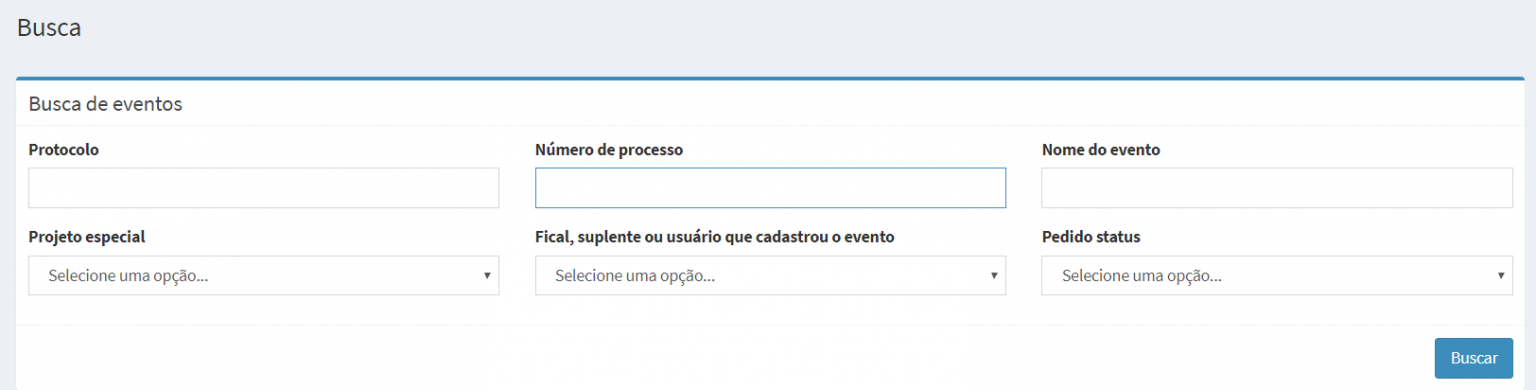 Busca
Busca de eventos
Protocolo Número de processo Nome do evento
Projeto especial Fical, suplente ou usuário que cadastrou o evento Pedido status
Selecione uma opção... Selecione uma opção... Selecione uma opção...
Buscar